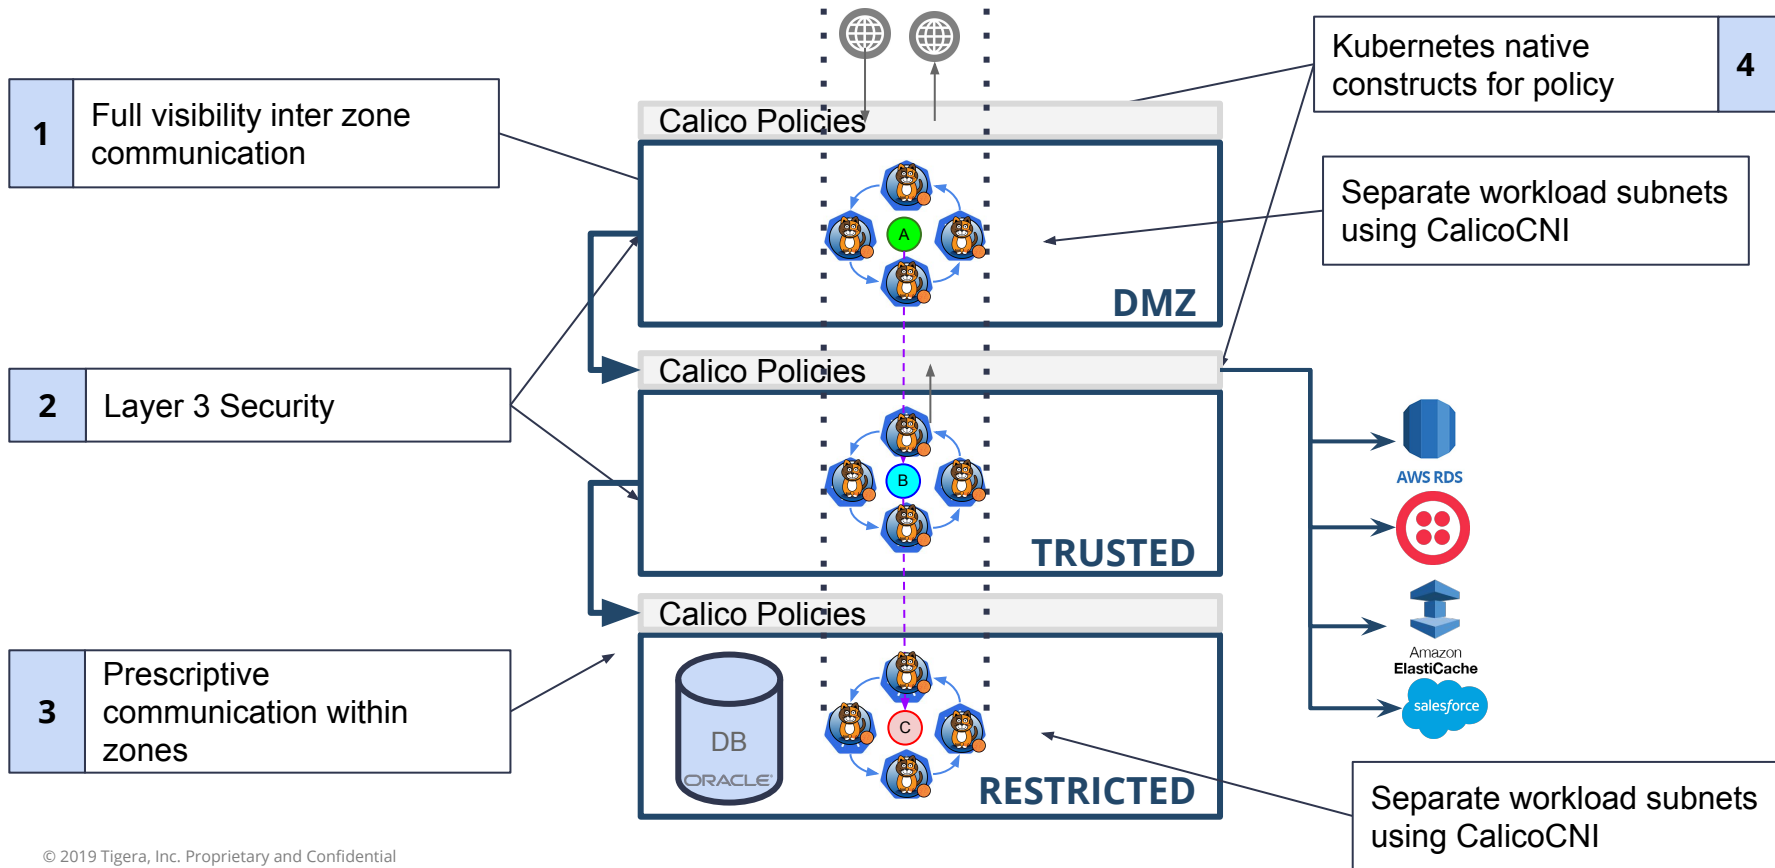 1
Full visibility inter zone
communication
2
Layer 3 Security
3
Prescriptive
communication within
zones
Calico Policies
A
DMZ
Calico Policies
B
TRUSTED
Calico Policies
DB
ORACLE
C
RESTRICTED
Kubernetes native
constructs for policy
4
Separate workload subnets
using CalicoCNI
AWS RDS
Amazon
ElastiCache
salesforce
Separate workload subnets
using CalicoCNI
© 2019 Tigera, Inc. Proprietary and Confidential